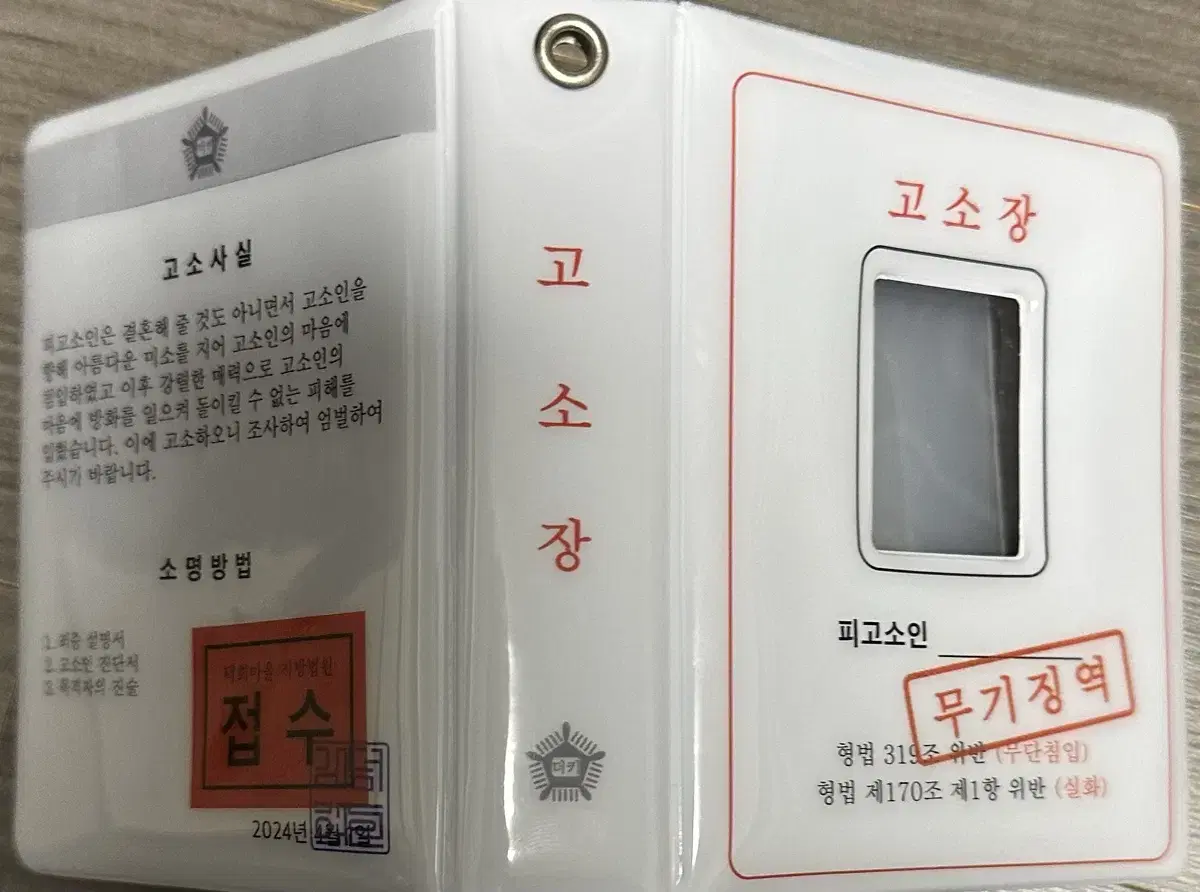 고소사실
피고소인은 결혼해 줄 것도 아니면서 고소인을
향해 아름다운 미소를 지어 고소인의 마음에
침입하였고 이후 강렬한 매력으로 고소인의
마음에 방화를 일으켜 돌이킬 수 없는 피해를
입혔습니다. 이에 고소하오니 조사하여 엄벌하여
주시기 바랍니다.
소명방법
1. 설명서
2. 고소인 진단서
3. 목격자의 진술
지방법원
접수
2024년
고소장
더키
고소장
피고소인
무기징역
형법 319조 위반 (무단침입)
형법 제170조 제1항 위반 (실화)